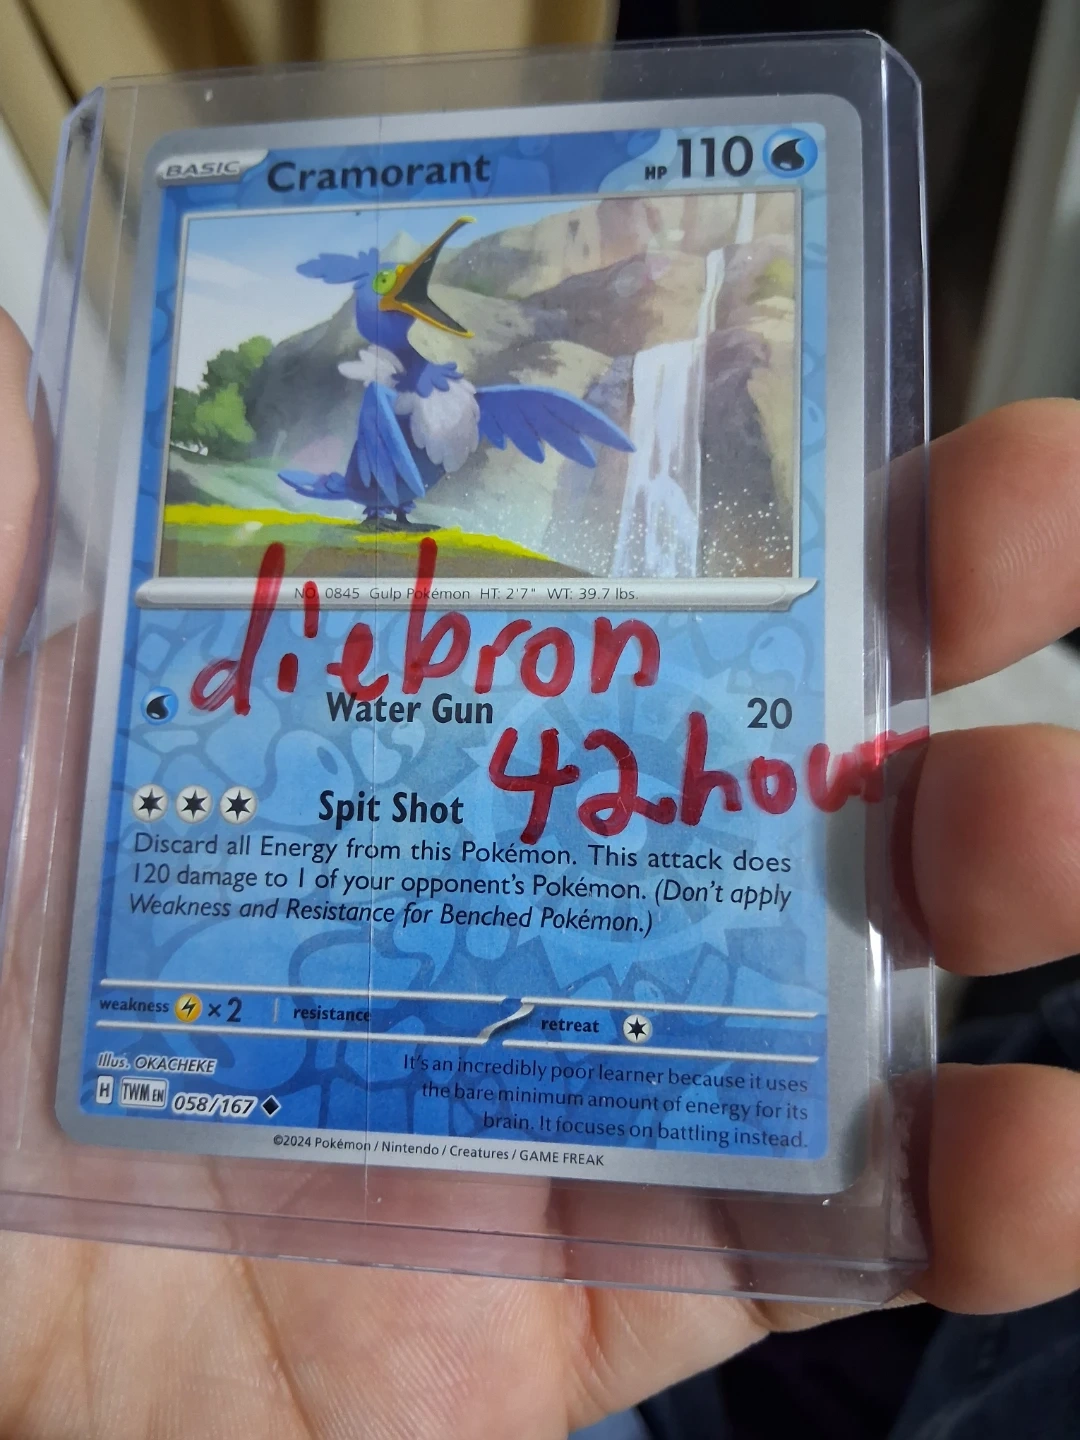 BASIC Cramorant HP 110
NO. 0845 Gulp Pokémon HT: 2'7" WT: 39.7 lbs.
diebron
Water Gun 20
42hour
Spit Shot
Discard all Energy from this Pokémon. This attack does
120 damage to 1 of your opponent's Pokémon. (Don't apply
Weakness and Resistance for Benched Pokémon.)
weakness ×2 resistance retreat
Illus. OKACHEKE
It's an incredibly poor learner because it uses
the bare minimum amount of energy for its
brain. It focuses on battling instead.
H TWM EN 058/167
©2024 Pokémon / Nintendo / Creatures / GAME FREAK